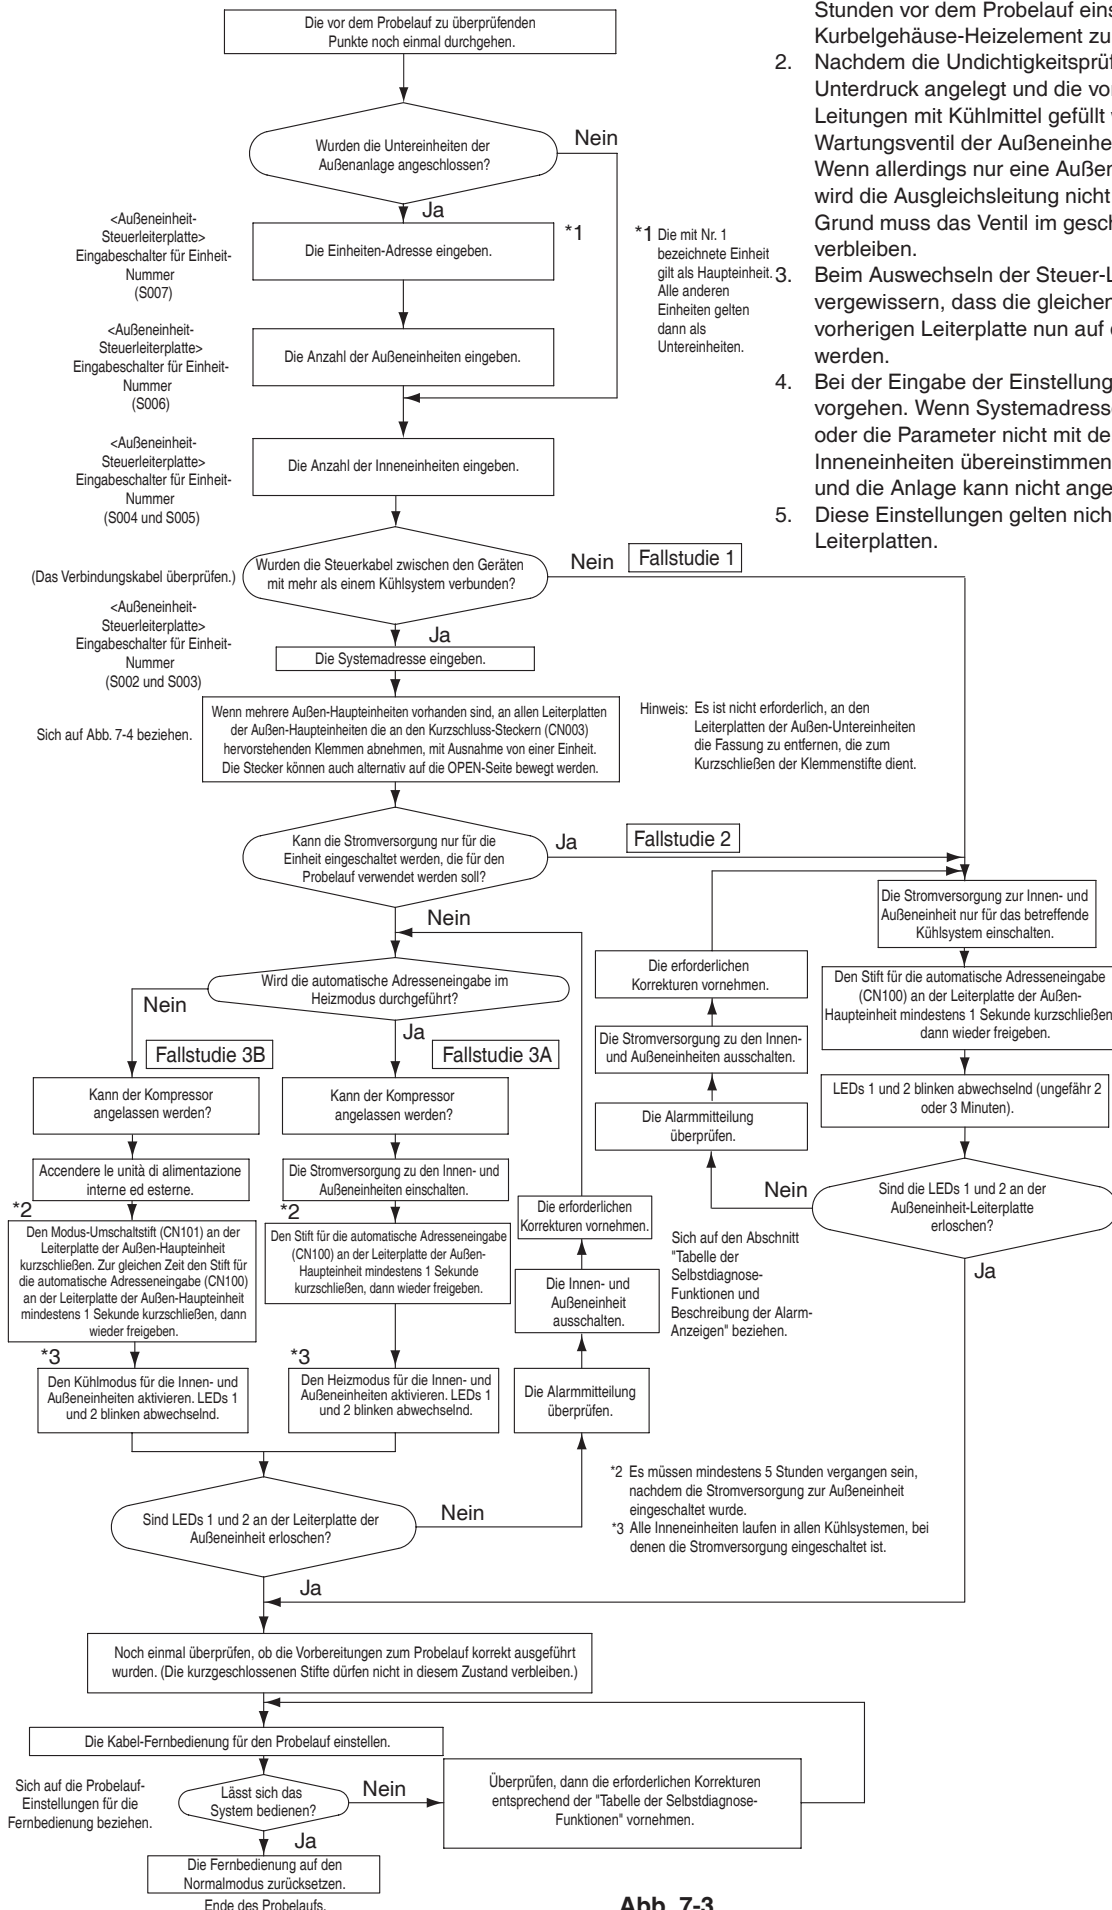 Die vor dem Probelauf zu überprüfenden
Punkte noch einmal durchgehen.
Wurden die Untereinheiten der
Außenanlage angeschlossen?
Nein
Ja
<Außeneinheit-
Steuerleiterplatte>
Eingabeschalter für Einheit-
Nummer
(S007)
Die Einheiten-Adresse eingeben.
*1
*1 Die mit Nr. 1
bezeichnete Einheit
gilt als Haupteinheit.
Alle anderen
Einheiten gelten
dann als
Untereinheiten.
<Außeneinheit-
Steuerleiterplatte>
Eingabeschalter für Einheit-
Nummer
(S006)
Die Anzahl der Außeneinheiten eingeben.
<Außeneinheit-
Steuerleiterplatte>
Eingabeschalter für Einheit-
Nummer
(S004 und S005)
Die Anzahl der Inneneinheiten eingeben.
Stunden vor dem Probelauf eins
Kurbelgehäuse-Heizelement zu
2. Nachdem die Undichtigkeitsprüf
Unterdruck angelegt und die vor
Leitungen mit Kühlmittel gefüllt
Wartungsventil der Außeneinhe
Wenn allerdings nur eine Außer
wird die Ausgleichsleitung nicht
Grund muss das Ventil im gesch
verbleiben.
3. Beim Auswechseln der Steuer-L
vergewissern, dass die gleichen
vorherigen Leiterplatte nun auf
werden.
4. Bei der Eingabe der Einstellung
vorgehen. Wenn Systemadress
oder die Parameter nicht mit de
Inneneinheiten übereinstimmen
und die Anlage kann nicht ange
5. Diese Einstellungen gelten nich
Leiterplatten.
(Das Verbindungskabel überprüfen.)
Wurden die Steuerkabel zwischen den Geräten
mit mehr als einem Kühlsystem verbunden?
Nein
Fallstudie 1
Ja
<Außeneinheit-
Steuerleiterplatte>
Eingabeschalter für Einheit-
Nummer
(S002 und S003)
Die Systemadresse eingeben.
Sich auf Abb. 7-4 beziehen.
Wenn mehrere Außen-Haupteinheiten vorhanden sind, an allen Leiterplatten
der Außen-Haupteinheiten die an den Kurzschluss-Steckern (CN003)
hervorstehenden Klemmen abnehmen, mit Ausnahme von einer Einheit.
Die Stecker können auch alternativ auf die OPEN-Seite bewegt werden.
Hinweis: Es ist nicht erforderlich, an den
Leiterplatten der Außen-Untereinheiten
die Fassung zu entfernen, die zum
Kurzschließen der Klemmenstifte dient.
Kann die Stromversorgung nur für die
Einheit eingeschaltet werden, die für den
Probelauf verwendet werden soll?
Ja
Fallstudie 2
Nein
Wird die automatische Adresseneingabe im
Heizmodus durchgeführt?
Nein
Ja
Fallstudie 3B
Fallstudie 3A
Kann der Kompressor
angelassen werden?
Kann der Kompressor
angelassen werden?
Accendere le unità di alimentazione
interne ed esterne.
Die Stromversorgung zu den Innen- und
Außeneinheiten einschalten.
*2
Den Modus-Umschaltstift (CN101) an der
Leiterplatte der Außen-Haupteinheit
kurzschließen. Zur gleichen Zeit den Stift für
die automatische Adresseneingabe (CN100)
an der Leiterplatte der Außen-Haupteinheit
mindestens 1 Sekunde kurzschließen, dann
wieder freigeben.
*2
Den Stift für die automatische Adresseneingabe
(CN100) an der Leiterplatte der Außen-
Haupteinheit mindestens 1 Sekunde
kurzschließen, dann wieder freigeben.
*3
Den Kühlmodus für die Innen- und
Außeneinheiten aktivieren. LEDs 1
und 2 blinken abwechselnd.
*3
Den Heizmodus für die Innen- und
Außeneinheiten aktivieren. LEDs 1
und 2 blinken abwechselnd.
Die erforderlichen
Korrekturen vornehmen.
Die Innen- und
Außeneinheit
ausschalten.
Die Alarmmitteilung
überprüfen.
Die erforderlichen
Korrekturen vornehmen.
Die Stromversorgung zu den Innen-
und Außeneinheiten ausschalten.
Die Alarmmitteilung
überprüfen.
Nein
Sich auf den Abschnitt
"Tabelle der
Selbstdiagnose-
Funktionen und
Beschreibung der Alarm-
Anzeigen" beziehen.
Die Stromversorgung zur Innen- und
Außeneinheit nur für das betreffende
Kühlsystem einschalten.
Den Stift für die automatische Adresseneingabe
(CN100) an der Leiterplatte der Außen-
Haupteinheit mindestens 1 Sekunde kurzschließen,
dann wieder freigeben.
LEDs 1 und 2 blinken abwechselnd (ungefähr 2
oder 3 Minuten).
Sind die LEDs 1 und 2 an der
Außeneinheit-Leiterplatte
erloschen?
Ja
Sind LEDs 1 und 2 an der Leiterplatte der
Außeneinheit erloschen?
Nein
Ja
*2 Es müssen mindestens 5 Stunden vergangen sein,
nachdem die Stromversorgung zur Außeneinheit
eingeschaltet wurde.
*3 Alle Inneneinheiten laufen in allen Kühlsystemen, bei
denen die Stromversorgung eingeschaltet ist.
Noch einmal überprüfen, ob die Vorbereitungen zum Probelauf korrekt ausgeführt
wurden. (Die kurzgeschlossenen Stifte dürfen nicht in diesem Zustand verbleiben.)
Die Kabel-Fernbedienung für den Probelauf einstellen.
Sich auf die Probelauf-
Einstellungen für die
Fernbedienung beziehen.
Lässt sich das
System bedienen?
Nein
Überprüfen, dann die erforderlichen Korrekturen
entsprechend der "Tabelle der Selbstdiagnose-
Funktionen" vornehmen.
Ja
Die Fernbedienung auf den
Normalmodus zurücksetzen.
Ende des Probelaufs.
Abb. 7-3